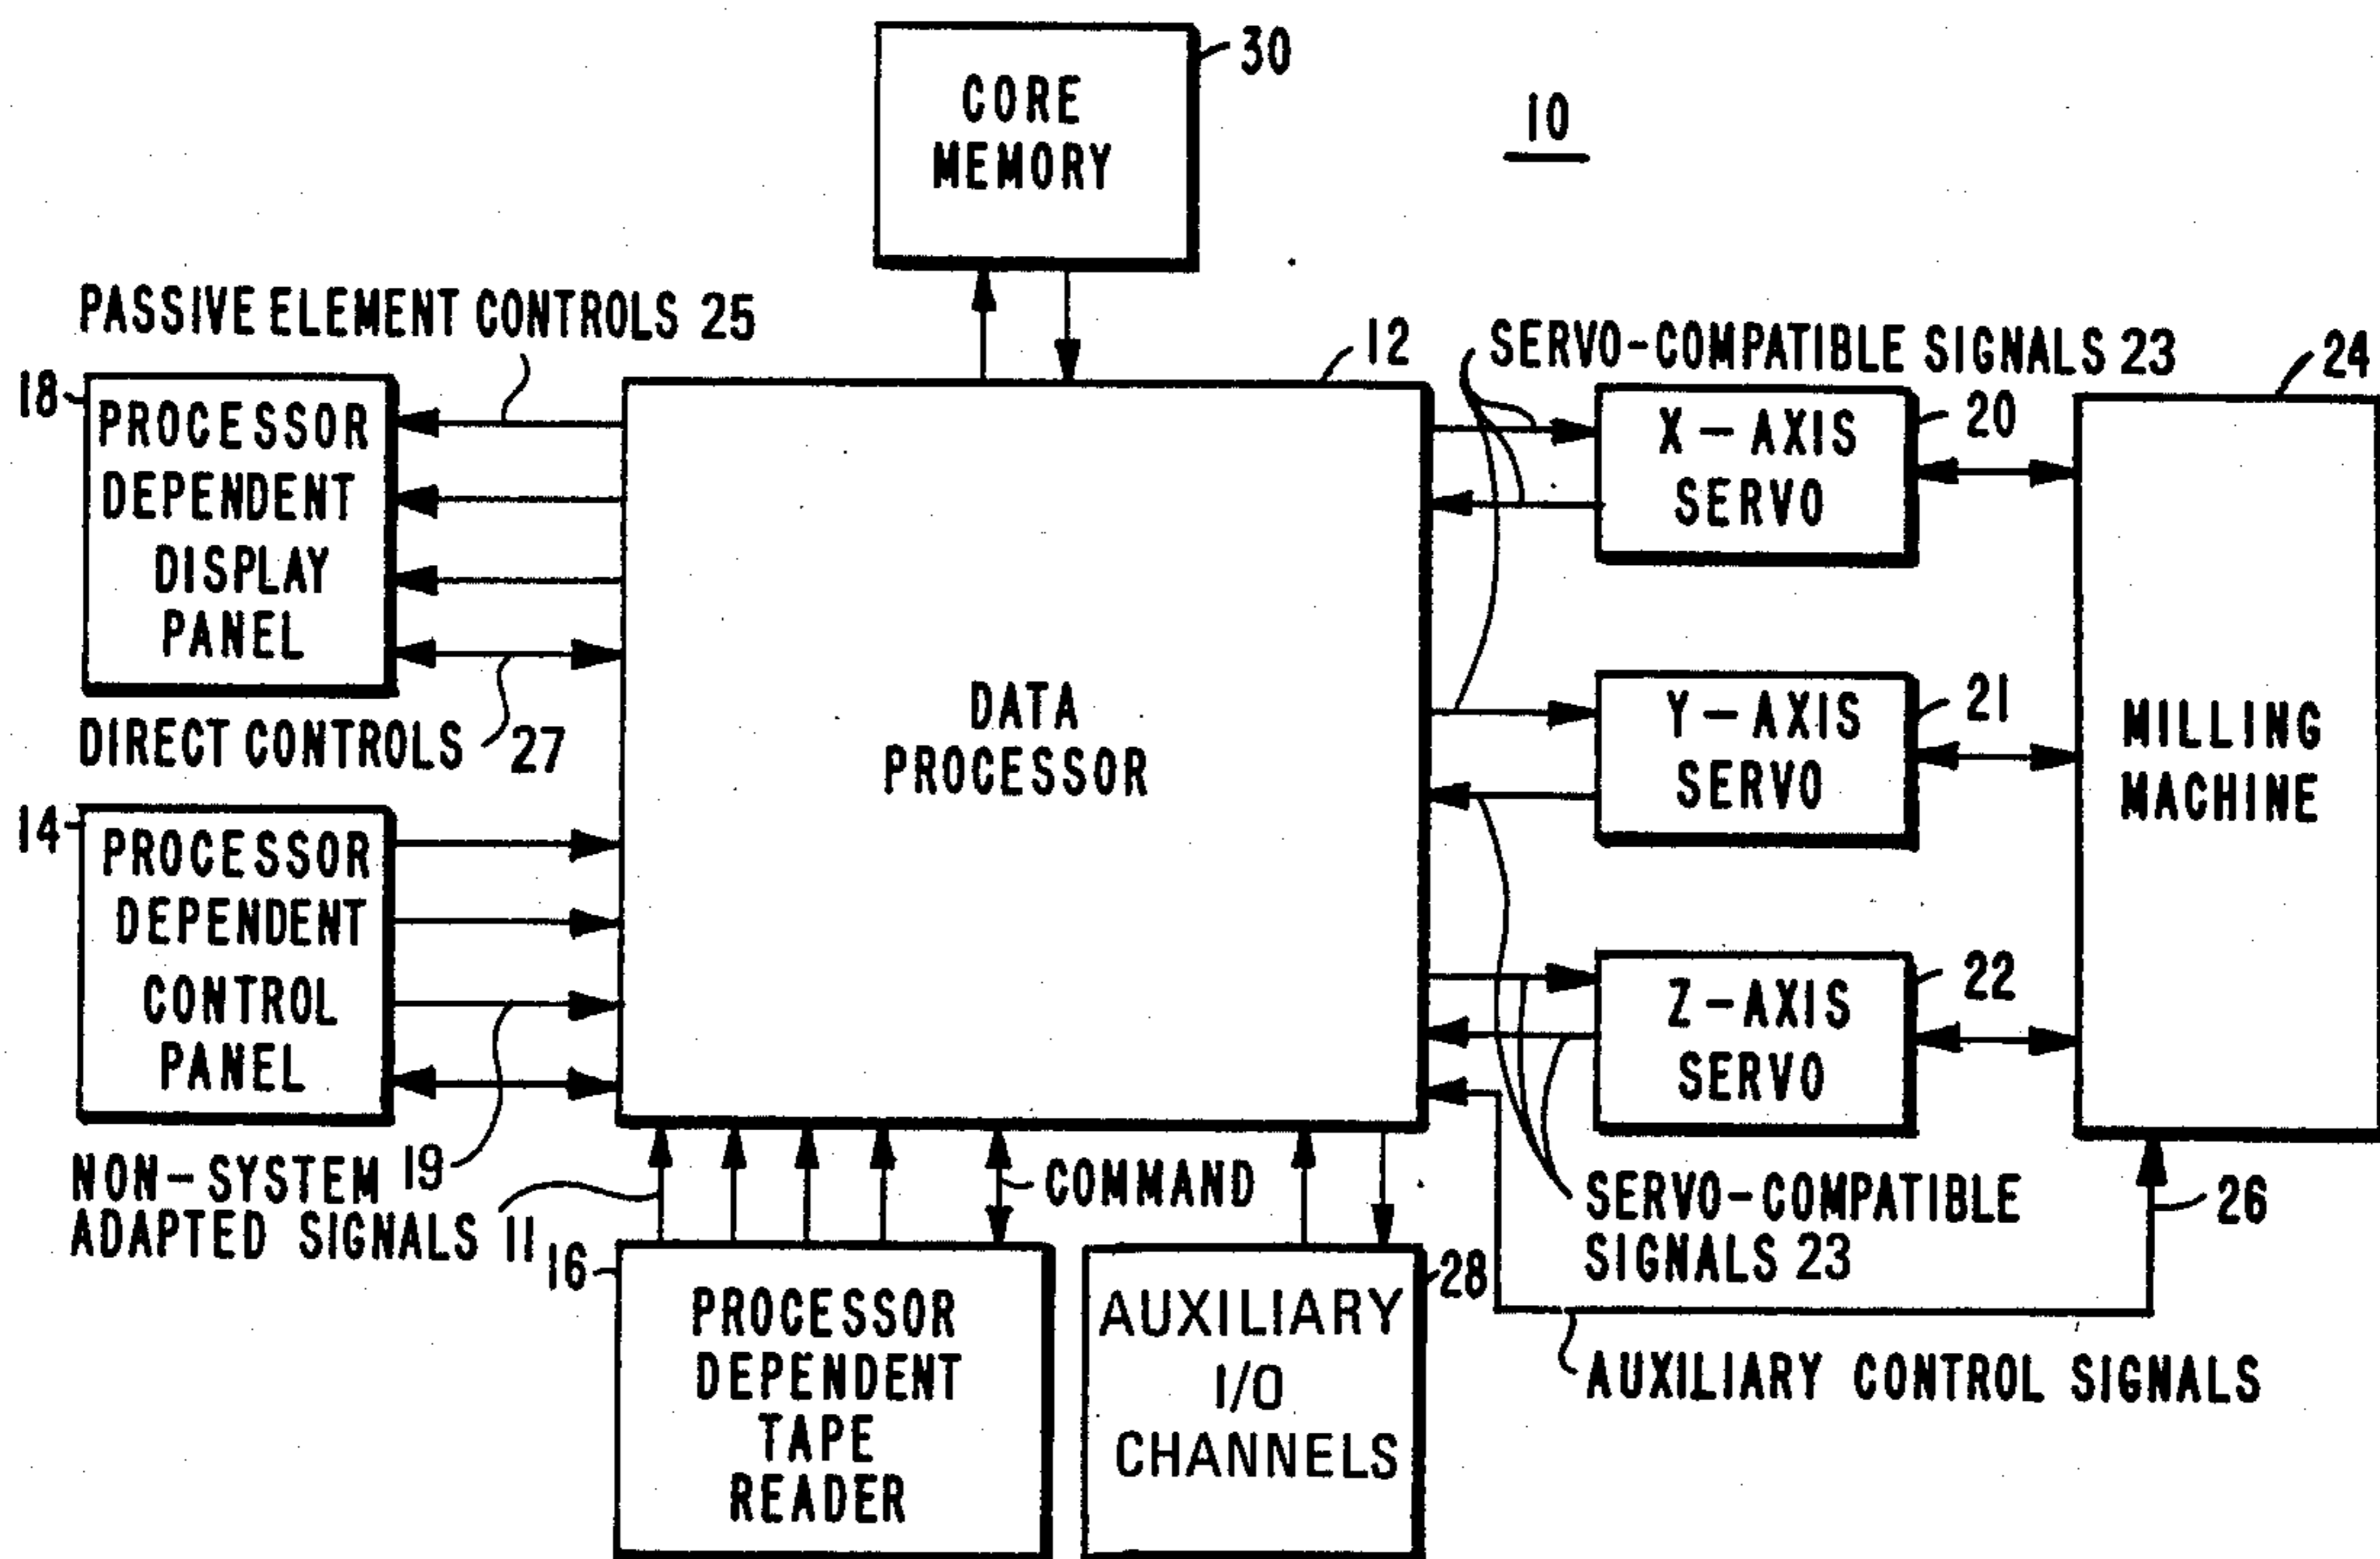 CORE
MEMORY
30
10
PASSIVE ELEMENT CONTROLS 25
12
SERVO-COMPATIBLE SIGNALS 23
24
18
PROCESSOR
DEPENDENT
DISPLAY
PANEL
X-AXIS
SERVO
20
DIRECT CONTROLS 27
DATA
PROCESSOR
Y-AXIS
SERVO
21
MILLING
MACHINE
14
PROCESSOR
DEPENDENT
CONTROL
PANEL
Z-AXIS
SERVO
22
NON-SYSTEM 19
ADAPTED SIGNALS 11
COMMAND
SERVO-COMPATIBLE
SIGNALS 23
26
16
PROCESSOR
DEPENDENT
TAPE
READER
28
AUXILIARY
I/O
CHANNELS
AUXILIARY CONTROL SIGNALS